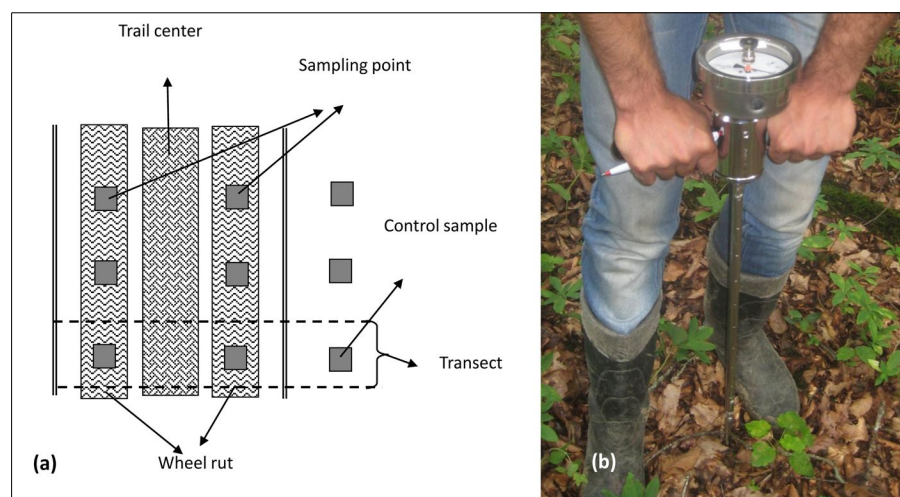 Trail center
Sampling point
Control sample
Transect
Wheel rut
(a)
(b)